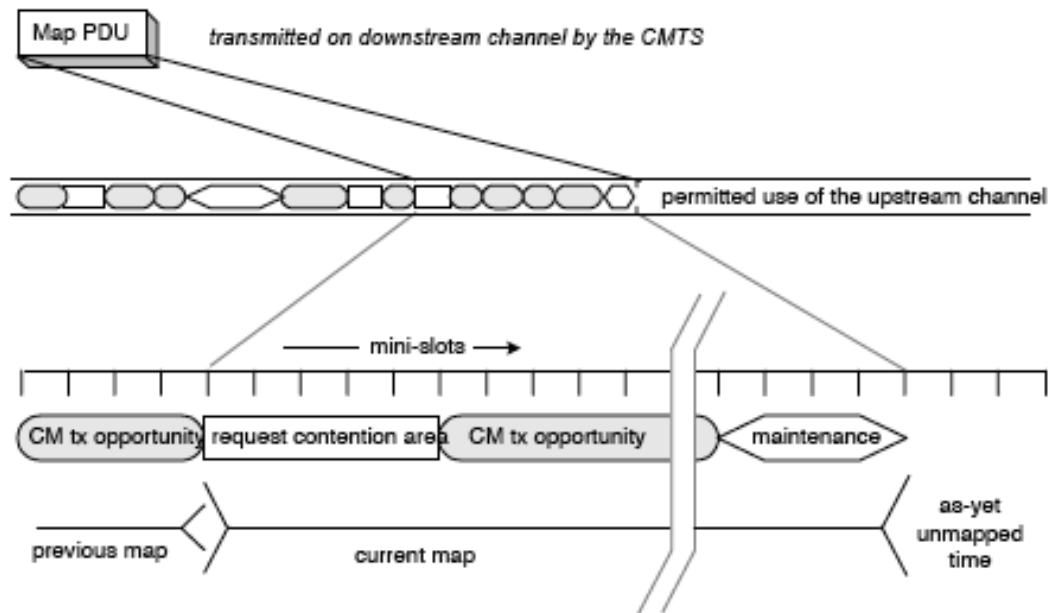 Map PDU
transmitted on downstream channel by the CMTS
permitted use of the upstream channel
mini-slots
CM tx opportunity
request contention area
CM tx opportunity
maintenance
previous map
current map
as-yet
unmapped
time